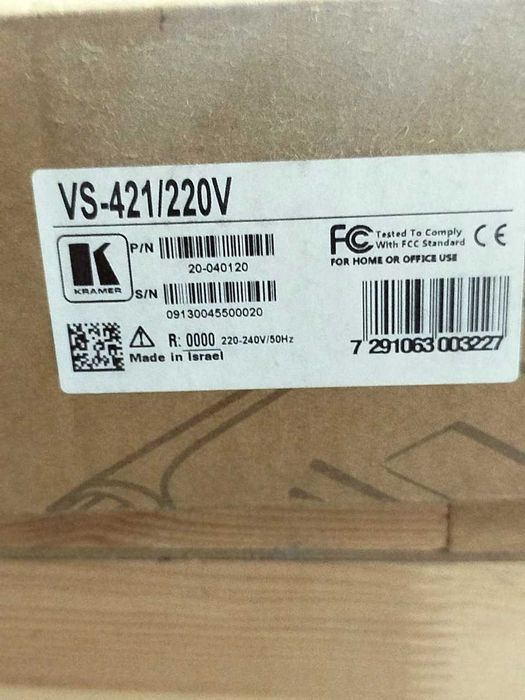 VS-421/220V
KRAMER
P/N
20-040120
S/N
09130045500020
R: 0000 220-240V/50Hz
Made in Israel
FC Tested To Comply
With FCC Standard CE
FOR HOME OR OFFICE USE
7 291063 003227